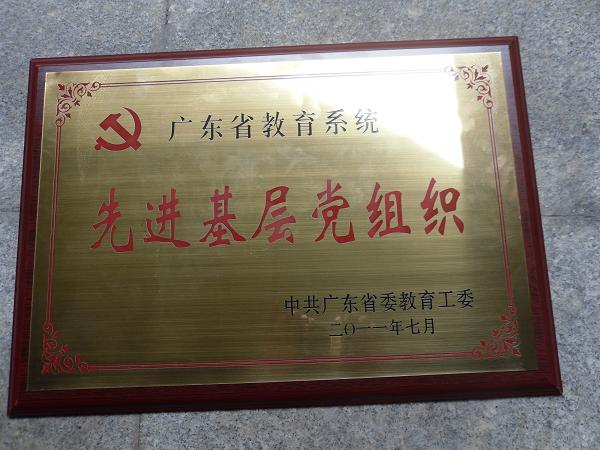 广东省教育系统
先进基层党组织
中共广东省委教育工委
二〇一一年七月